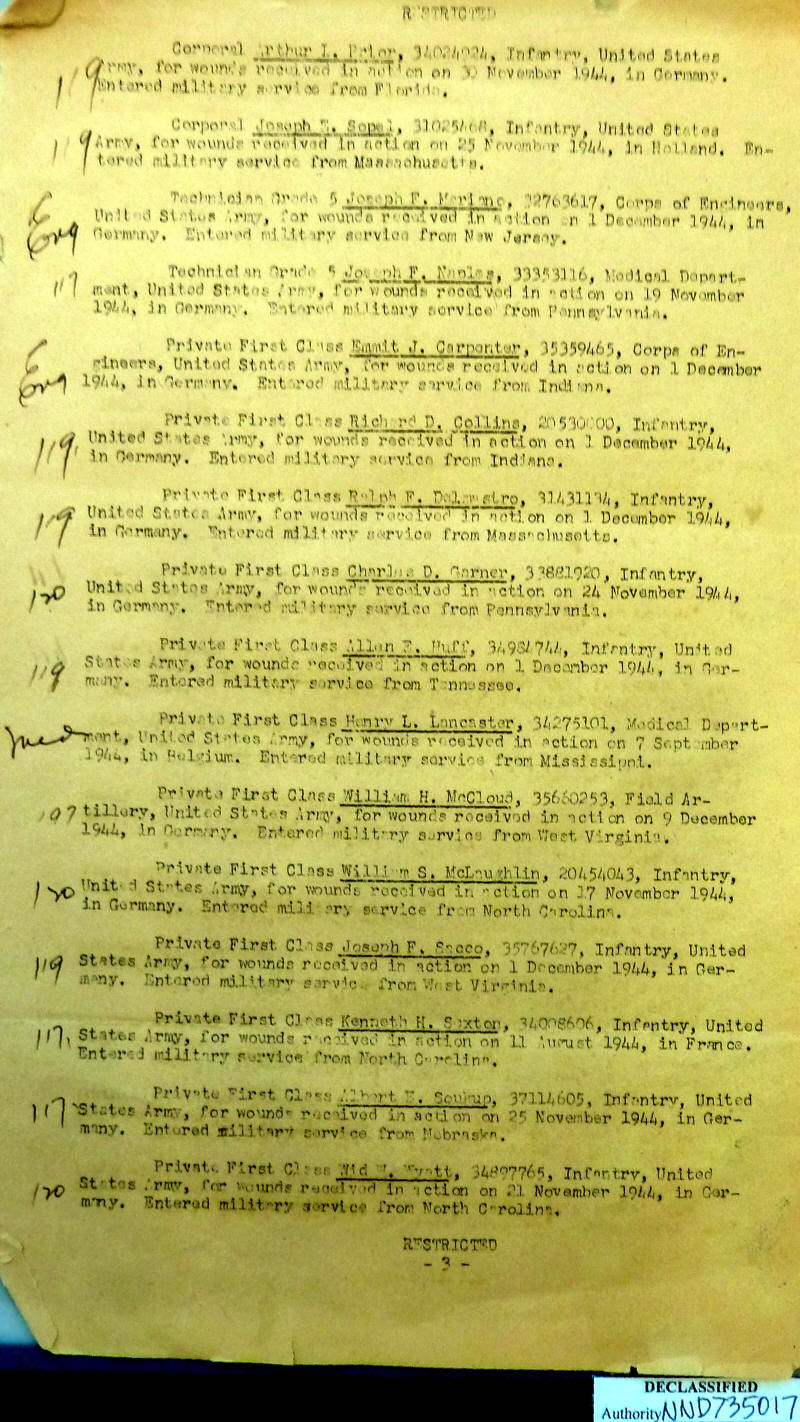 RESTRICTED
Corporal Arthur L. 34024024, Infantry, United States
119 Army, for wounds received in action on November 1944, in Germany.
Entered military service from Florida.
Corporal Joseph Infantry, United States
119 Army, for wounds received in action on 25 November 1944, in Holland. En-
tered military service from Massachusetts.
Technician Grade 5 Joseph F. 32763617, Corps of Engineers,
Eng United States Army, for wounds received in action on 1 December 1944, in
Germany. Entered military service from New Jersey.
Technician Grade 5 Joseph F. Naples, 33353116, Medical Depart-
117 ment, United States Army, for wounds received in action on 19 November
1944, in Germany. Entered military service from Pennsylvania.
Private First Class Emmit J. Carpenter, 35359465, Corps of En-
Eng gineers, United States Army, for wounds received in action on 1 December
1944, in Germany. Entered military service from Indiana.
Private First Class Richard D. Collins, Infantry,
119 United States Army, for wounds received in action on 1 December 1944,
in Germany. Entered military service from Indiana.
Private First Class Ralph F. 31431194, Infantry,
119 United States Army, for wounds received in action on 1 December 1944,
in Germany. Entered military service from Massachusetts.
Private First Class Charles D. Garner, 33881920, Infantry,
120 United States Army, for wounds received in action on 24 November 1944,
in Germany. Entered military service from Pennsylvania.
Private First Class Allen Huff, Infantry, United
119 States Army, for wounds received in action on 1 December 1944, in Ger-
many. Entered military service from Tennessee.
Private First Class Henry L. Lancaster, 34275101, Medical Depart-
Med ment, United States Army, for wounds received in action on 7 September
1944, in Belgium. Entered military service from Mississippi.
Private First Class William H. McCloud, 35660253, Field Ar-
tillery, United States Army, for wounds received in action on 9 December
1944, in Germany. Entered military service from West Virginia.
Private First Class William S. McLaughlin, 20454043, Infantry,
120 United States Army, for wounds received in action on 17 November 1944,
in Germany. Entered military service from North Carolina.
Private First Class Joseph F. Sacco, 35767627, Infantry, United
119 States Army, for wounds received in action on 1 December 1944, in Ger-
many. Entered military service from West Virginia.
Private First Class Kenneth H. Sexton, 34008606, Infantry, United
117, States Army, for wounds received in action on 11 August 1944, in France.
Entered military service from North Carolina.
Private First Class Albert Soukup, 37114605, Infantry, United
117 States Army, for wounds received in action on 25 November 1944, in Ger-
many. Entered military service from Nebraska.
Private First Class 34897765, Infantry, United
120 States Army, for wounds received in action on 21 November 1944, in Ger-
many. Entered military service from North Carolina.
RESTRICTED
- 3 -
DECLASSIFIED
Authority NND735017